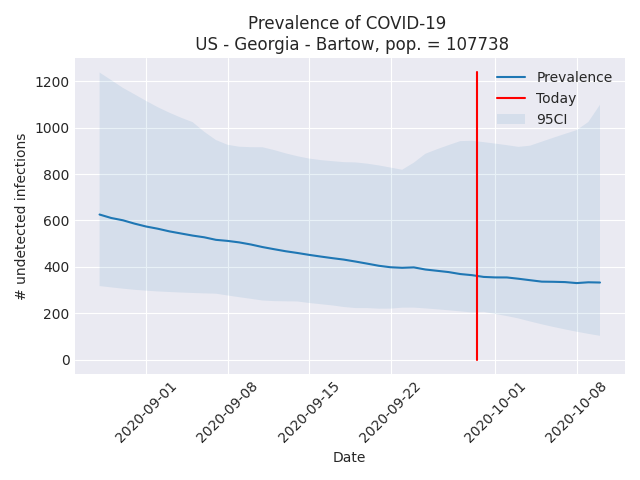 Prevalence of COVID-19
US - Georgia - Bartow, pop. = 107738
Prevalence
Today
95CI
# undetected infections
1200
1000
800
600
400
200
0
2020-09-01
2020-09-08
2020-09-15
2020-09-22
2020-10-01
2020-10-08
Date